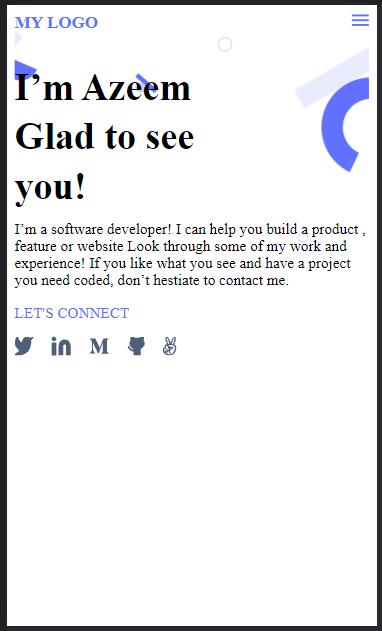 MY LOGO
I’m Azeem
Glad to see
you!
I’m a software developer! I can help you build a product ,
feature or website Look through some of my work and
experience! If you like what you see and have a project
you need coded, don’t hestiate to contact me.
LET'S CONNECT